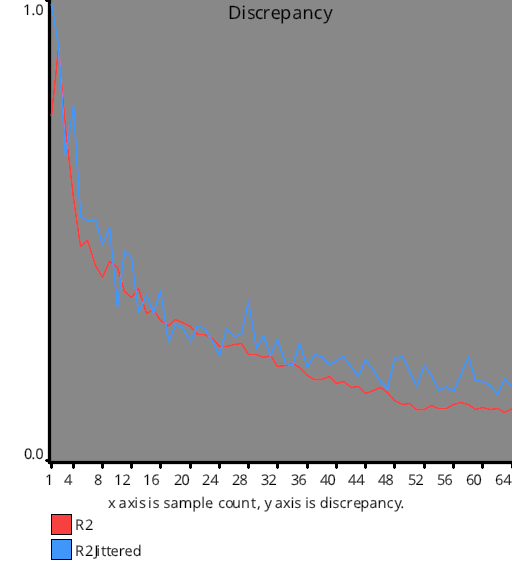 Discrepancy
1.0
0.0
1 4 8 12 16 20 24 28 32 36 40 44 48 52 56 60 64
x axis is sample count, y axis is discrepancy.
R2
R2Jittered